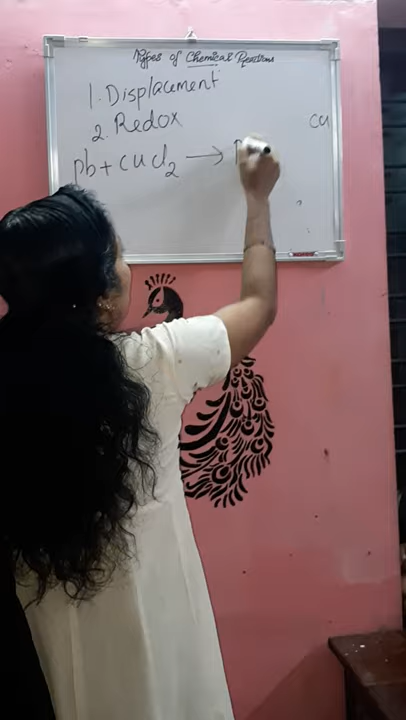 Types of Chemical Reactions
1. Displacement
2. Redox
CU
Pb + CUCl2 → P